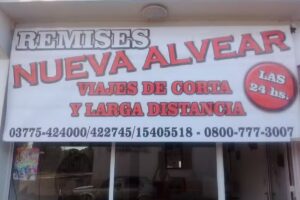 REMISES
NUEVA ALVEAR
VIAJES DE CORTA
Y LARGA DISTANCIA
LAS
24 hs.
03775-424000/422745/15405518 - 0800-777-3007